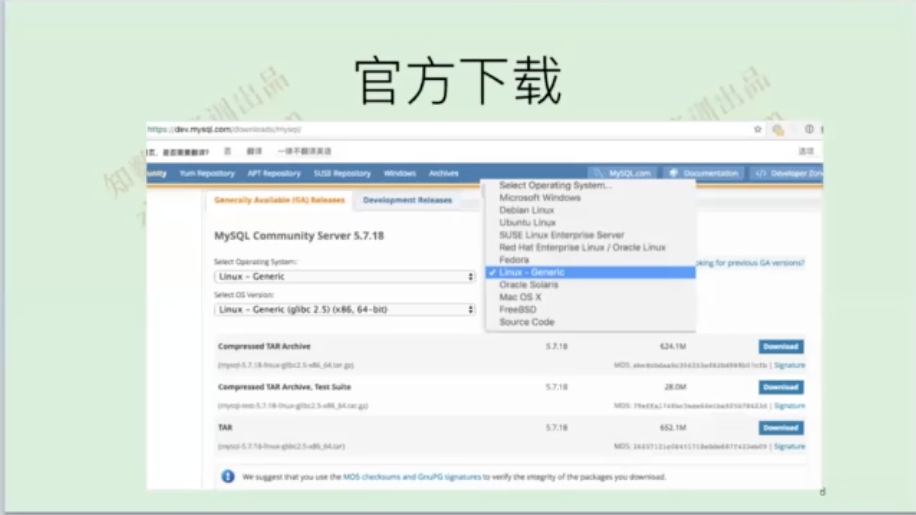 官方下载
https://dev.mysql.com/downloads/mysql/
页，是否需要翻译? 否 翻译 一律不翻译英语 选项
unity Yum Repository APT Repository SUSE Repository Windows Archives MySQL.com Documentation Developer Zon
Generally Available (GA) Releases Development Releases
MySQL Community Server 5.7.18
Select Operating System:
Linux - Generic
Select OS Version:
Linux - Generic (glibc 2.5) (x86, 64-bit)
Select Operating System...
Microsoft Windows
Debian Linux
Ubuntu Linux
SUSE Linux Enterprise Server
Red Hat Enterprise Linux / Oracle Linux
Fedora
✓ Linux - Generic
Oracle Solaris
Mac OS X
FreeBSD
Source Code
oking for previous GA versions?
Compressed TAR Archive 5.7.18 624.1M Download
(mysql-5.7.18-linux-glibc2.5-x86_64.tar.gz) MD5: | Signature
Compressed TAR Archive, Test Suite 5.7.18 28.0M Download
(mysql-test-5.7.18-linux-glibc2.5-x86_64.tar.gz) MD5: | Signature
TAR 5.7.18 652.1M Download
(mysql-5.7.18-linux-glibc2.5-x86_64.tar) MD5: | Signature
We suggest that you use the MD5 checksums and GnuPG signatures to verify the integrity of the packages you download.